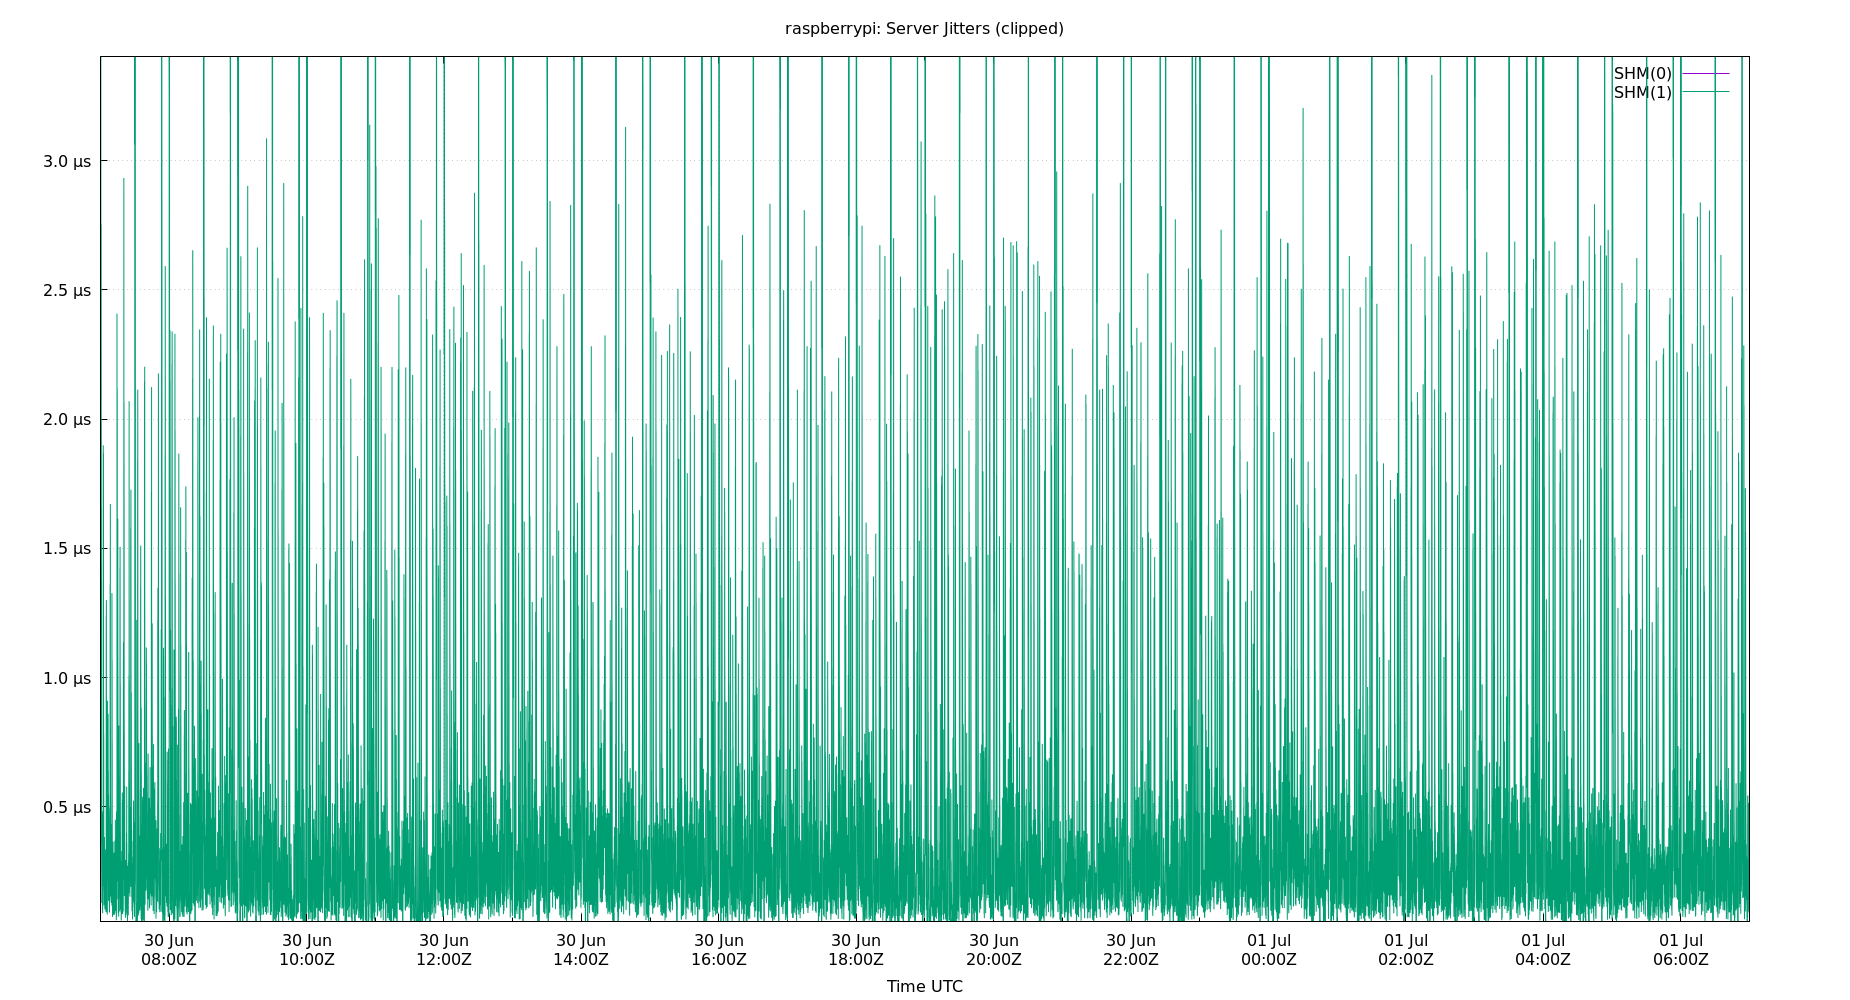 raspberrypi: Server Jitters (clipped)
SHM(0)
SHM(1)
3.0 µs
2.5 µs
2.0 µs
1.5 µs
1.0 µs
0.5 µs
30 Jun 30 Jun 30 Jun 30 Jun 30 Jun 30 Jun 30 Jun 30 Jun 01 Jul 01 Jul 01 Jul 01 Jul
08:00Z 10:00Z 12:00Z 14:00Z 16:00Z 18:00Z 20:00Z 22:00Z 00:00Z 02:00Z 04:00Z 06:00Z
Time UTC